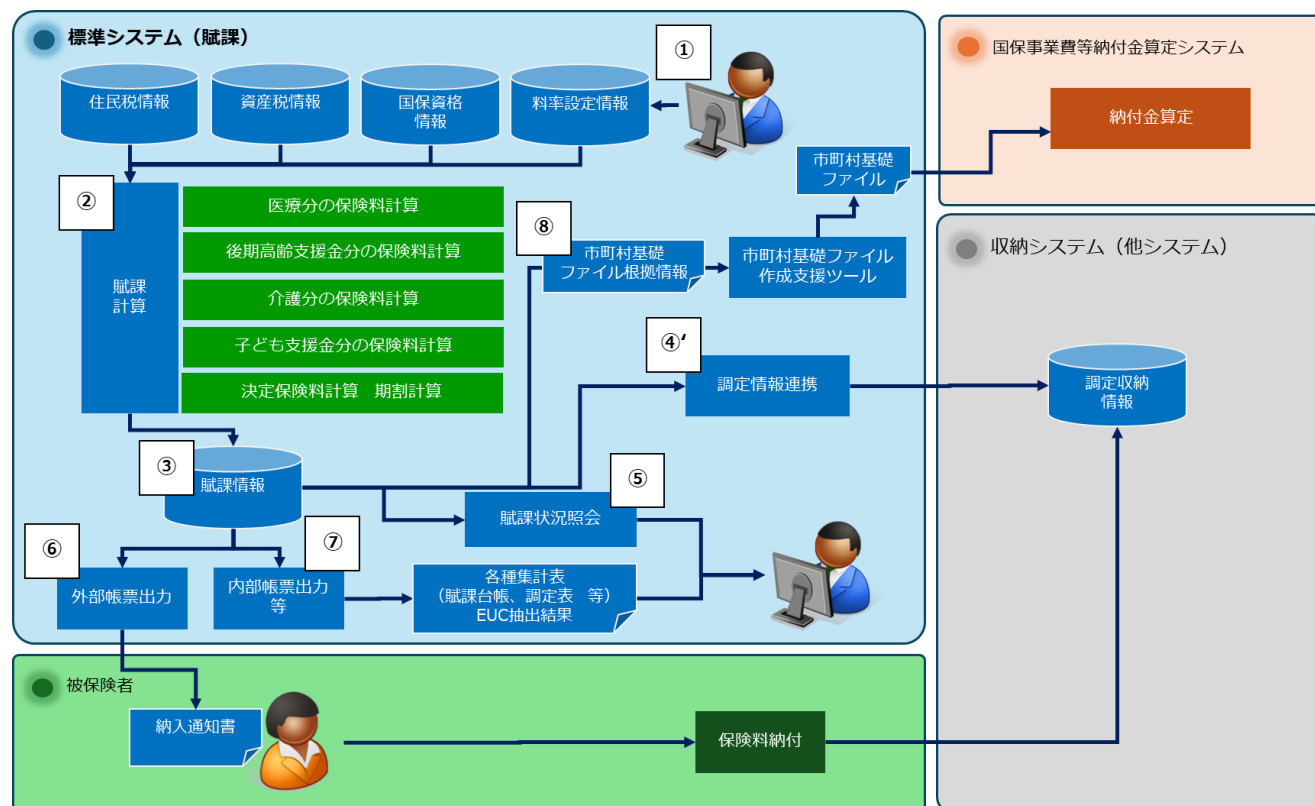 標準システム（賦課）
①
住民税情報
資産税情報
国保資格
情報
料率設定情報
②
賦課
計算
医療分の保険料計算
後期高齢支援金分の保険料計算
介護分の保険料計算
子ども支援金分の保険料計算
決定保険料計算　期割計算
⑧
市町村基礎
ファイル根拠情報
市町村基礎ファイル
作成支援ツール
市町村基礎
ファイル
④‘
調定情報連携
③
賦課情報
⑤
賦課状況照会
⑥
外部帳票出力
⑦
内部帳票出力
等
各種集計表
（賦課台帳、調定表　等）
EUC抽出結果
国保事業費等納付金算定システム
納付金算定
収納システム（他システム）
調定収納
情報
被保険者
納入通知書
保険料納付